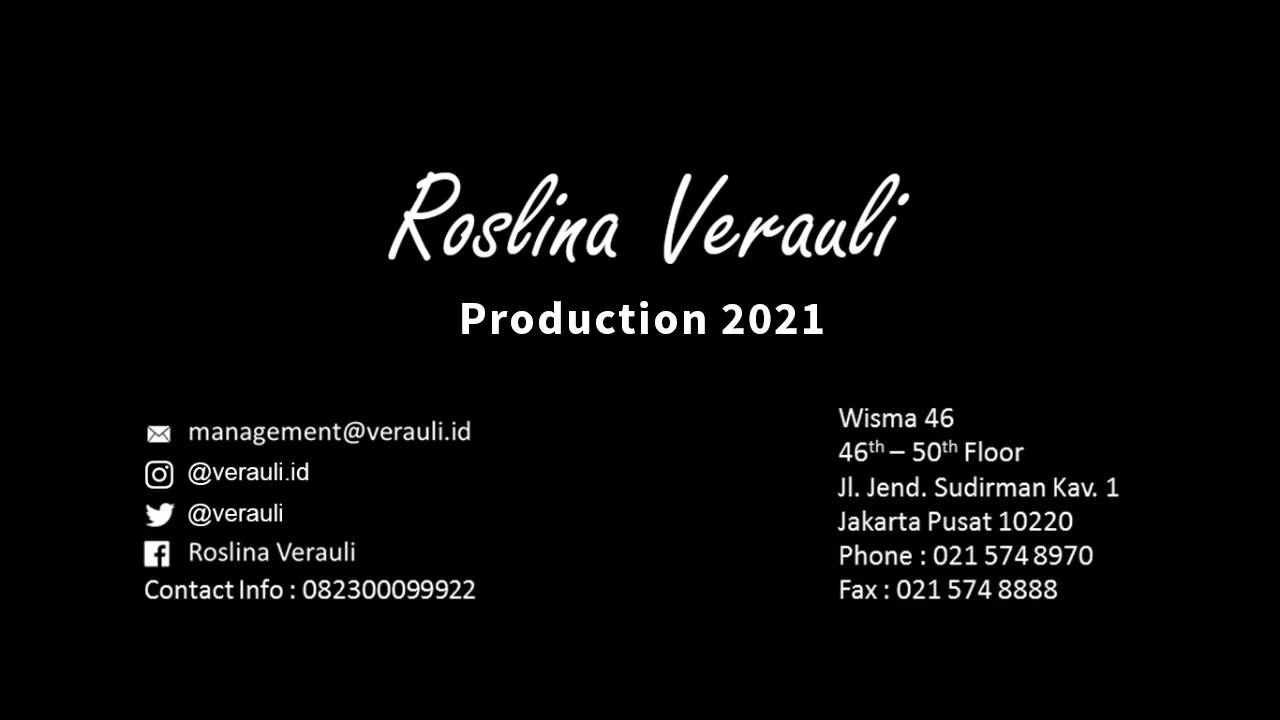 Roslina Verauli
Production 2021
management@verauli.id
@verauli.id
@verauli
Roslina Verauli
Contact Info : 082300099922
Wisma 46
46th – 50th Floor
Jl. Jend. Sudirman Kav. 1
Jakarta Pusat 10220
Phone : 021 574 8970
Fax : 021 574 8888